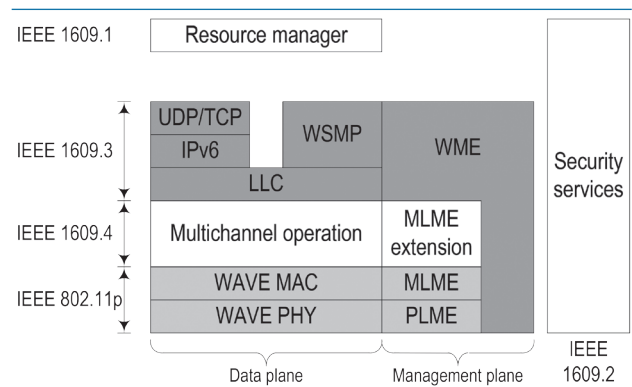 IEEE 1609.1
Resource manager
IEEE 1609.3
UDP/TCP
IPv6
WSMP
LLC
WME
Security
services
IEEE 1609.4
Multichannel operation
MLME
extension
IEEE 802.11p
WAVE MAC
MLME
WAVE PHY
PLME
Data plane
Management plane
IEEE
1609.2